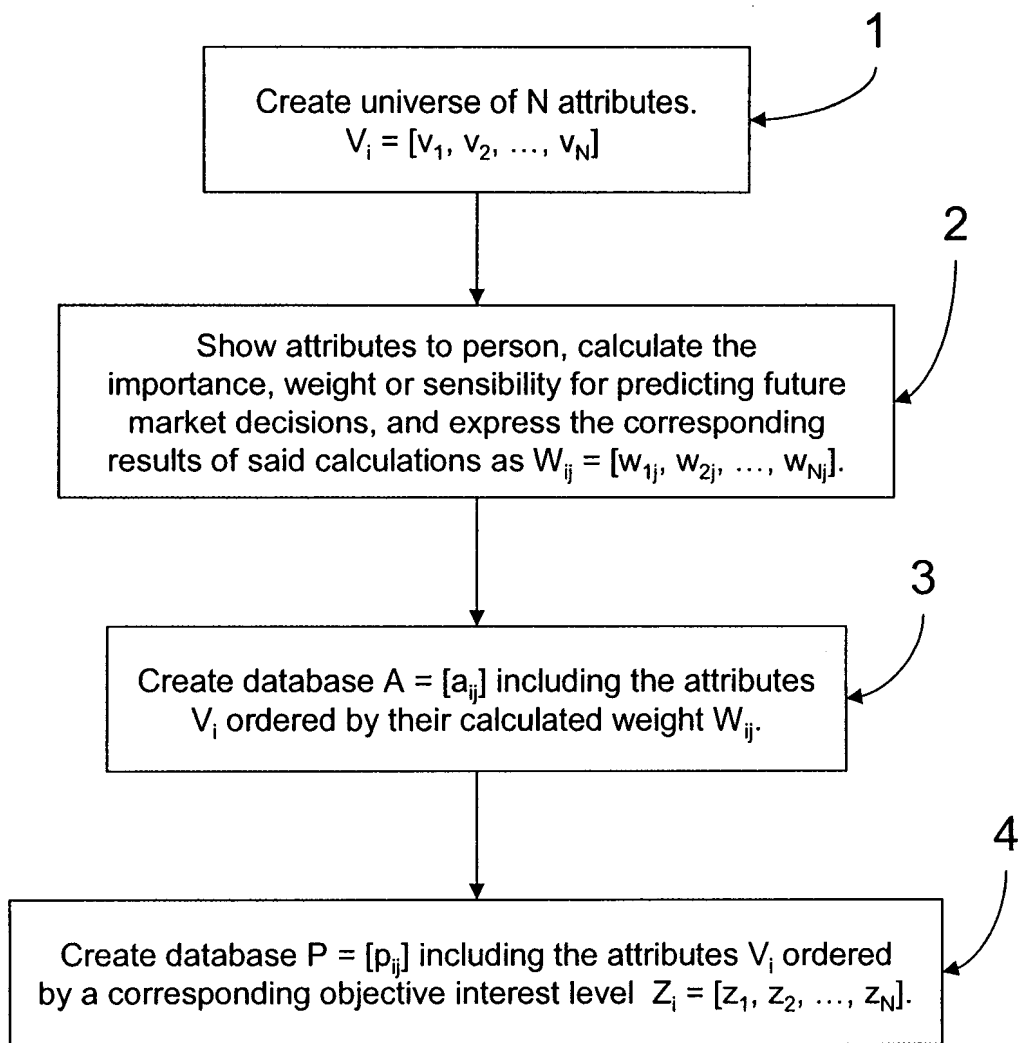 1
Create universe of N attributes.
Vᵢ = [v₁, v₂, ..., v_N]
2
Show attributes to person, calculate the
importance, weight or sensibility for predicting future
market decisions, and express the corresponding
results of said calculations as Wᵢⱼ = [w₁ⱼ, w₂ⱼ, ..., w_Nⱼ].
3
Create database A = [aᵢⱼ] including the attributes
Vᵢ ordered by their calculated weight Wᵢⱼ.
4
Create database P = [pᵢⱼ] including the attributes Vᵢ ordered
by a corresponding objective interest level Zᵢ = [z₁, z₂, ..., z_N].